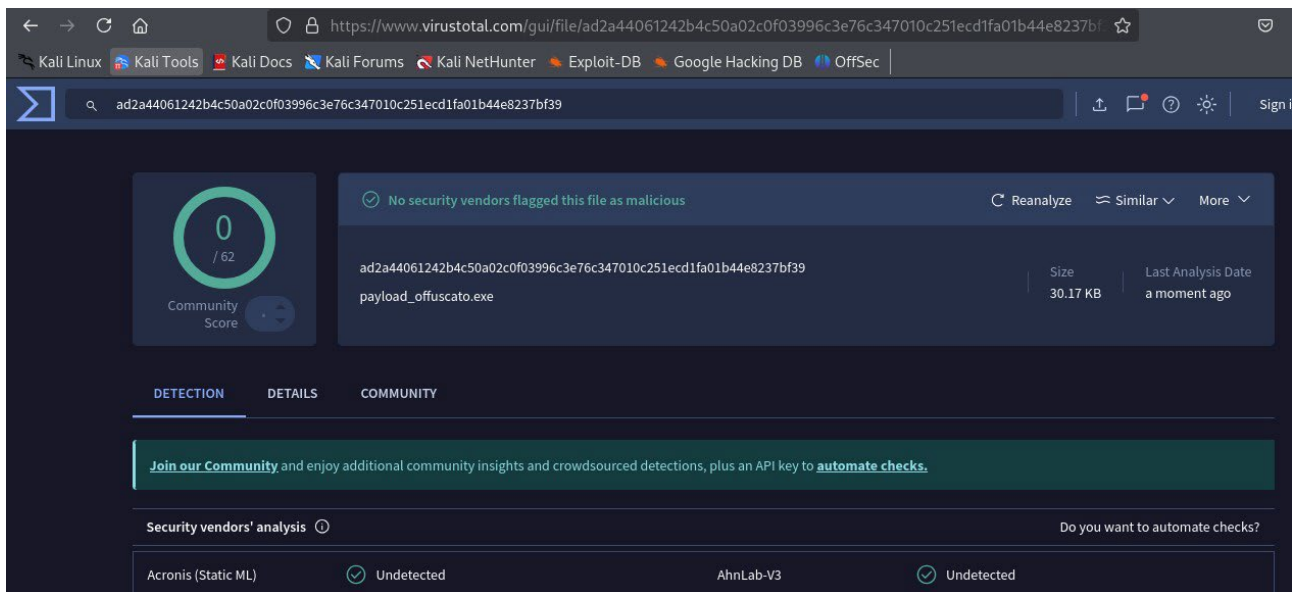 https://www.virustotal.com/gui/file/ad2a44061242b4c50a02c0f03996c3e76c347010c251ecd1fa01b44e8237bf
Kali Linux Kali Tools Kali Docs Kali Forums Kali NetHunter Exploit-DB Google Hacking DB OffSec
ad2a44061242b4c50a02c0f03996c3e76c347010c251ecd1fa01b44e8237bf39 Sign i
No security vendors flagged this file as malicious Reanalyze Similar More
0
/ 62
ad2a44061242b4c50a02c0f03996c3e76c347010c251ecd1fa01b44e8237bf39
payload_offuscato.exe
Size
30.17 KB
Last Analysis Date
a moment ago
Community
Score
DETECTION DETAILS COMMUNITY
Join our Community and enjoy additional community insights and crowdsourced detections, plus an API key to automate checks.
Security vendors' analysis Do you want to automate checks?
Acronis (Static ML) Undetected AhnLab-V3 Undetected